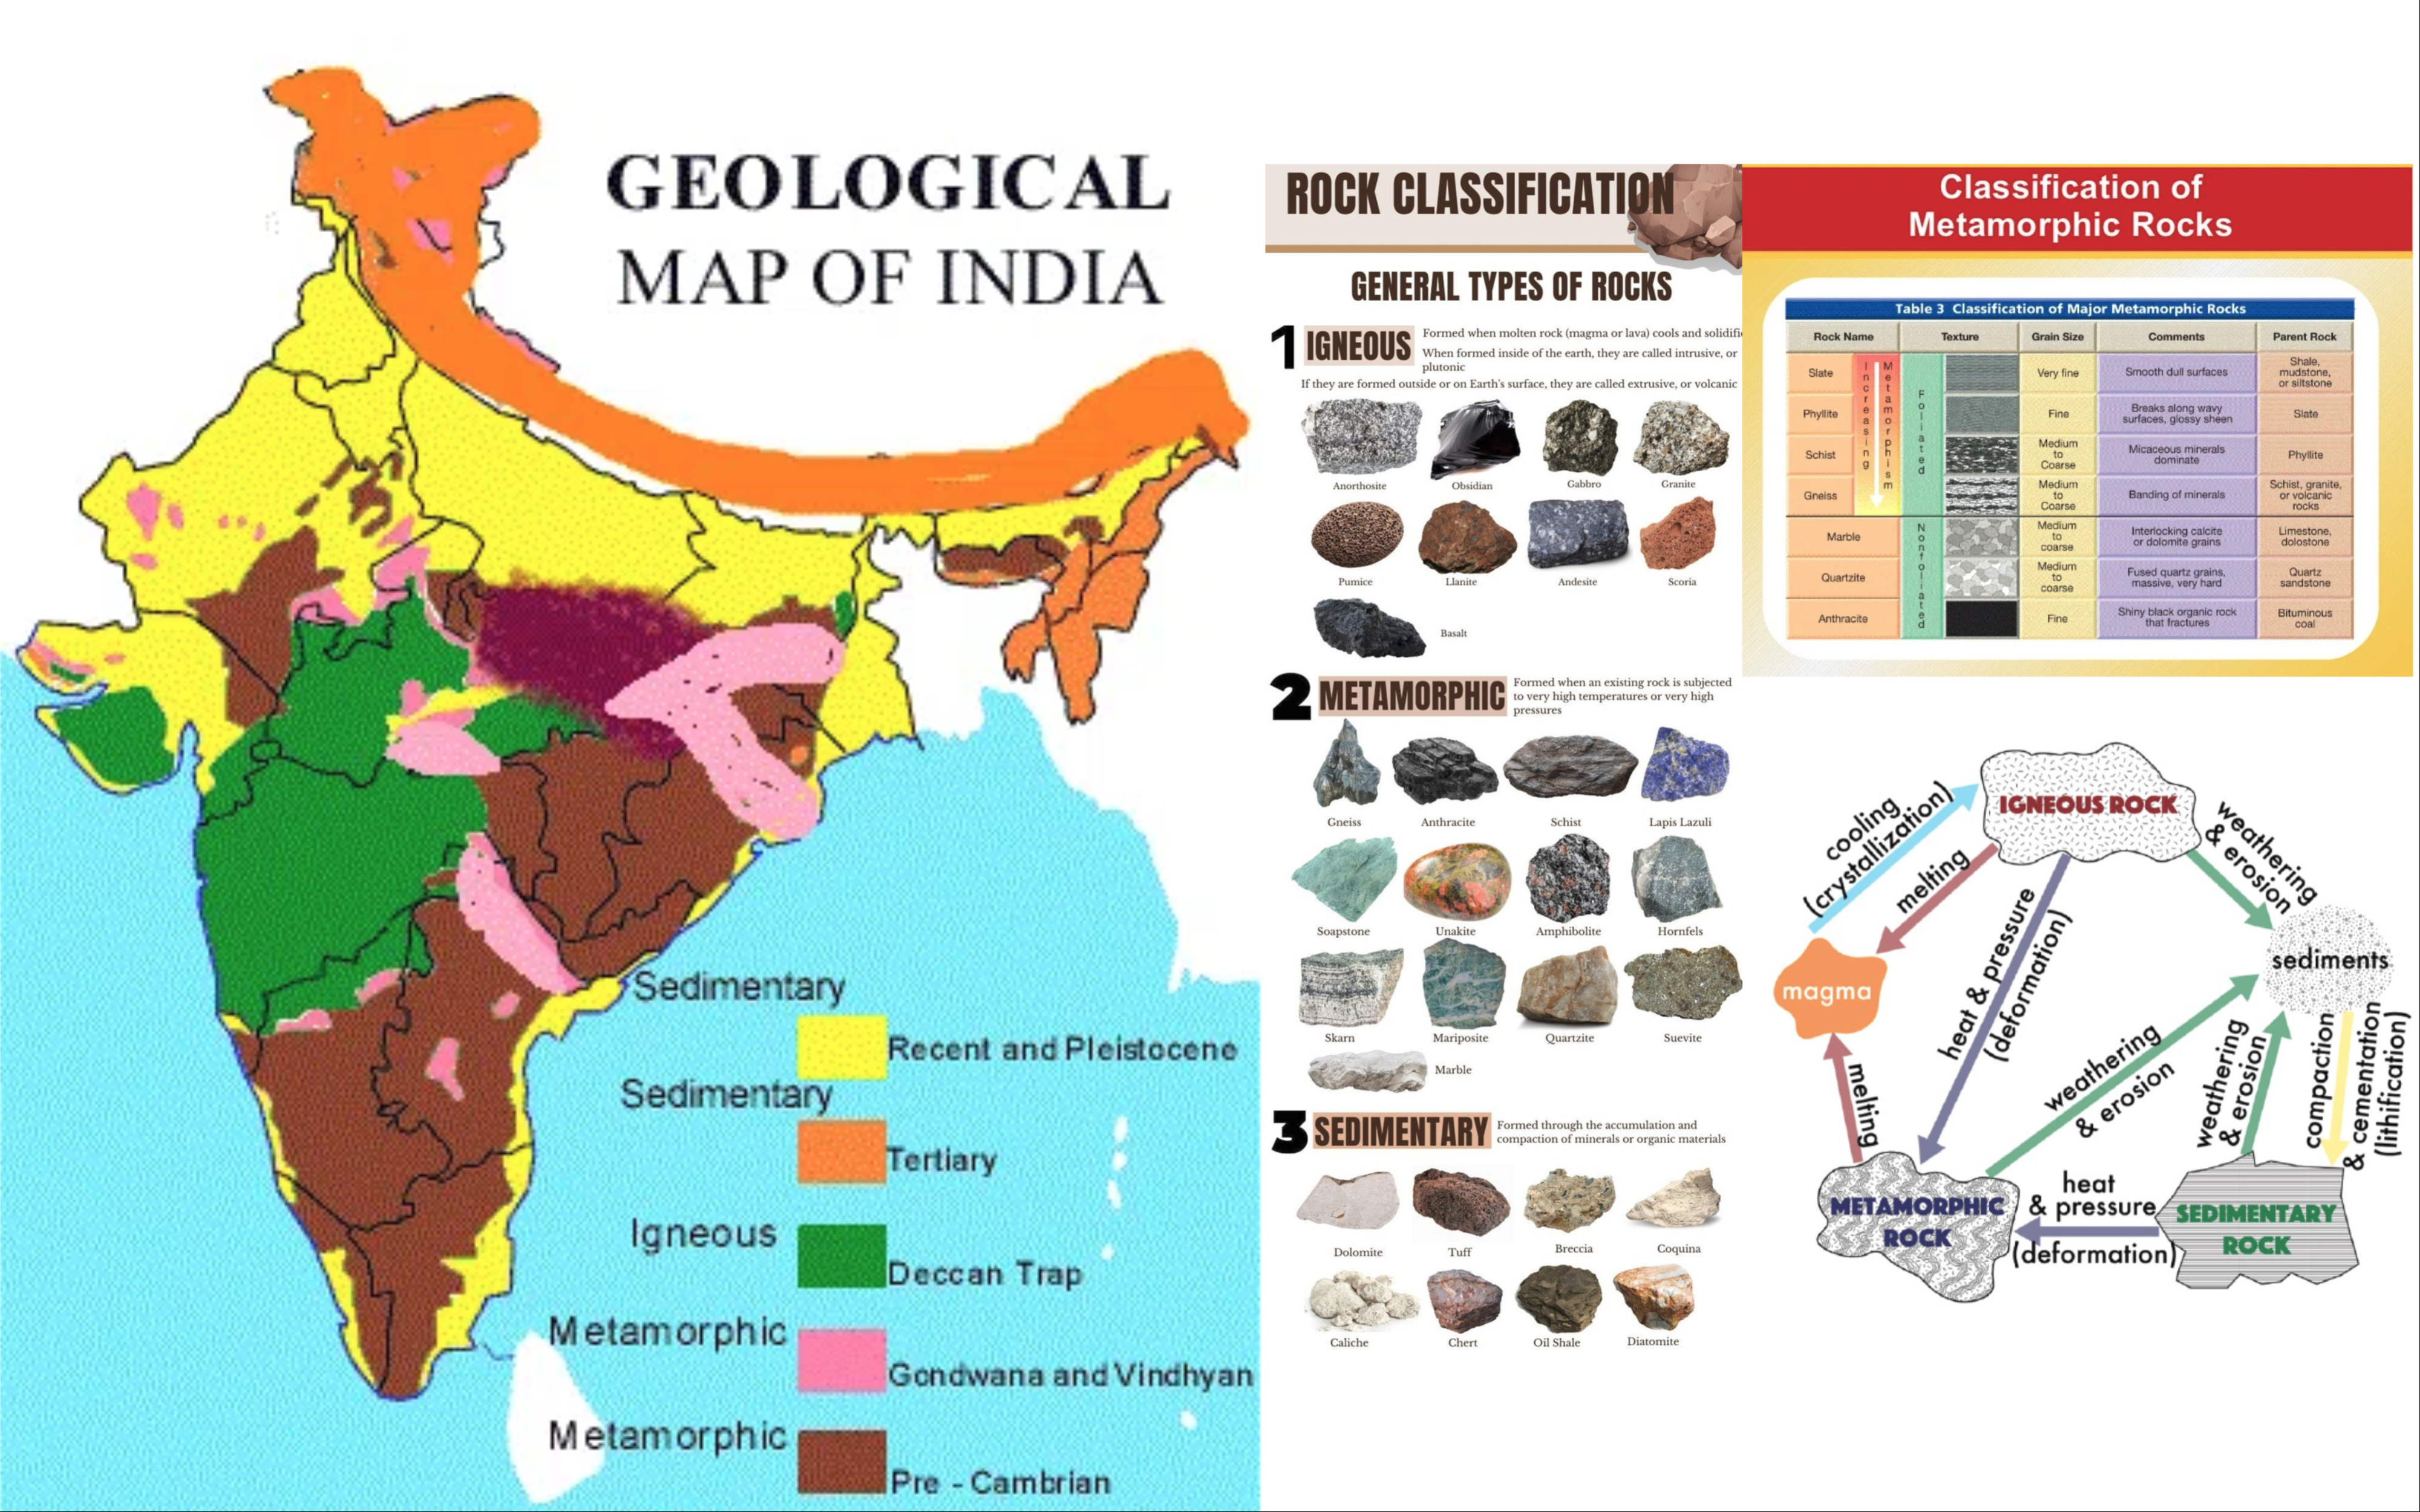 GEOLOGICAL
MAP OF INDIA
Sedimentary
Recent and Pleistocene
Sedimentary
Tertiary
Igneous
Deccan Trap
Metamorphic
Gondwana and Vindhyan
Metamorphic
Pre - Cambrian
ROCK CLASSIFICATION
GENERAL TYPES OF ROCKS
1 IGNEOUS
Formed when molten rock (magma or lava) cools and solidifi
When formed inside of the earth, they are called intrusive, or
plutonic
If they are formed outside or on Earth's surface, they are called extrusive, or volcanic
Anorthosite
Obsidian
Gabbro
Granite
Pumice
Llanite
Andesite
Scoria
Basalt
2 METAMORPHIC
Formed when an existing rock is subjected
to very high temperatures or very high
pressures
Gneiss
Anthracite
Schist
Lapis Lazuli
Soapstone
Unakite
Amphibolite
Hornfels
Skarn
Mariposite
Quartzite
Suevite
Marble
3 SEDIMENTARY
Formed through the accumulation and
compaction of minerals or organic materials
Dolomite
Tuff
Breccia
Coquina
Caliche
Chert
Oil Shale
Diatomite
Classification of
Metamorphic Rocks
Table 3 Classification of Major Metamorphic Rocks
Rock Name
Texture
Grain Size
Comments
Parent Rock
Increasing
Metamorphism
Foliated
Slate
Very fine
Smooth dull surfaces
Shale,
mudstone,
or siltstone
Phyllite
Fine
Breaks along wavy
surfaces, glossy sheen
Slate
Schist
Medium
to
Coarse
Micaceous minerals
dominate
Phyllite
Gneiss
Medium
to
Coarse
Banding of minerals
Schist, granite,
or volcanic
rocks
Nonfoliated
Marble
Medium
to
coarse
Interlocking calcite
or dolomite grains
Limestone,
dolostone
Quartzite
Medium
to
coarse
Fused quartz grains,
massive, very hard
Quartz
sandstone
Anthracite
Fine
Shiny black organic rock
that fractures
Bituminous
coal
IGNEOUS ROCK
cooling
(crystallization)
melting
weathering
& erosion
heat & pressure
(deformation)
magma
sediments
melting
weathering
& erosion
weathering
& erosion
compaction
& cementation
(lithification)
METAMORPHIC
ROCK
heat
& pressure
(deformation)
SEDIMENTARY
ROCK